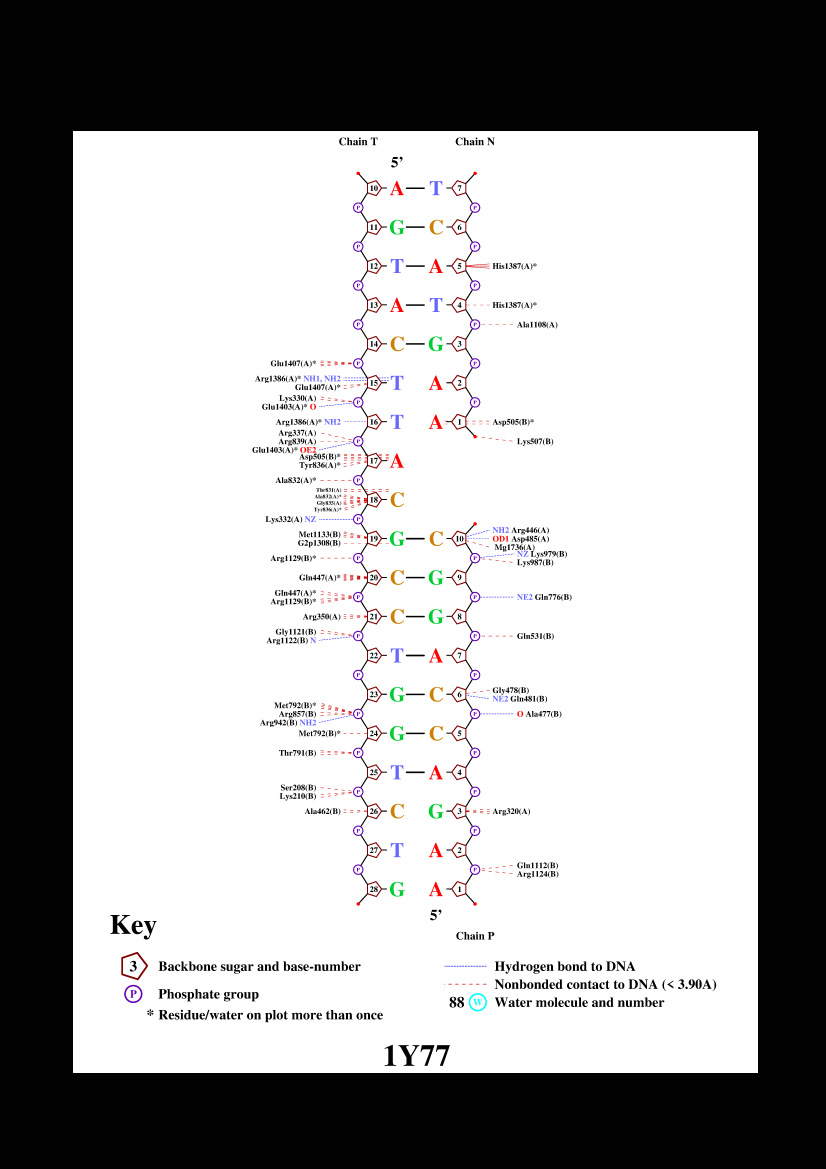 Chain T Chain N
5’
10 A T 7
P P
11 G C 6
P P
12 T A 5 His1387(A)*
P P
13 A T 4 His1387(A)*
P P Ala1108(A)
14 C G 3
Glu1407(A)* P P
Arg1386(A)* NH1, NH2 15 T A 2
Glu1407(A)*
Lys330(A) P P
Glu1403(A)* O
Arg1386(A)* NH2 16 T A 1 Asp505(B)*
Arg337(A)
Arg839(A) P Lys507(B)
Glu1403(A)* OE2
Asp505(B)* 17 A
Tyr836(A)*
Ala832(A)* P
Thr831(A)
Ala832(A)* 18 C
Gly835(A)
Tyr836(A)*
Lys332(A) NZ P
Met1133(B) 19 G C 10 NH2 Arg446(A)
G2p1308(B) OD1 Asp485(A)
Mg1736(A)
Arg1129(B)* P P NZ Lys979(B)
Lys987(B)
Gln447(A)* 20 C G 9
Gln447(A)* P P NE2 Gln776(B)
Arg1129(B)*
Arg350(A) 21 C G 8
Gly1121(B) P P Gln531(B)
Arg1122(B) N
22 T A 7
P P
23 G C 6 Gly478(B)
NE2 Gln481(B)
Met792(B)*
Arg857(B) P P O Ala477(B)
Arg942(B) NH2
Met792(B)* 24 G C 5
Thr791(B) P P
25 T A 4
Ser208(B) P P
Lys210(B)
Ala462(B) 26 C G 3 Arg320(A)
P P
27 T A 2
P P Gln1112(B)
Arg1124(B)
28 G A 1
5’
Chain P
Key
3 Backbone sugar and base-number
P Phosphate group
* Residue/water on plot more than once
Hydrogen bond to DNA
Nonbonded contact to DNA (< 3.90A)
88 W Water molecule and number
1Y77